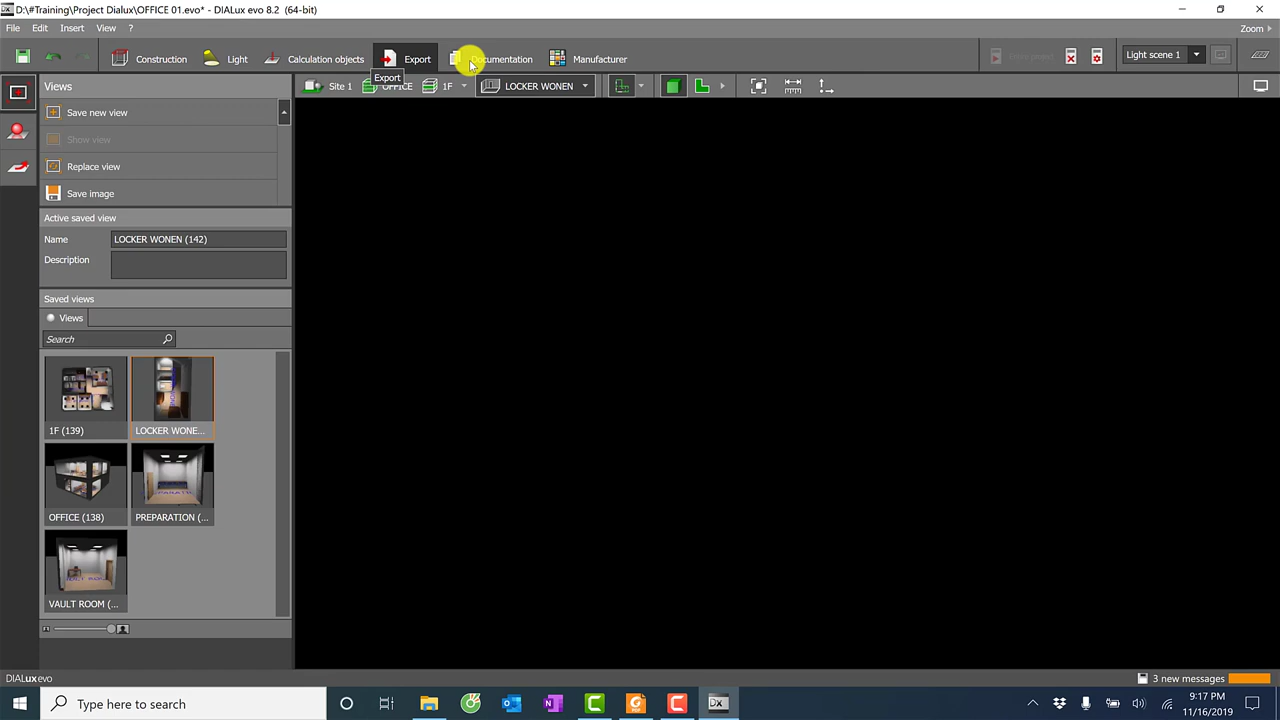 D:\#Training\Project Dialux\OFFICE 01.evo* - DIALux evo 8.2 (64-bit)
File Edit Insert View ?
Zoom
Construction Light Calculation objects Export Documentation Manufacturer
Entire project
Light scene 1
Export
Site 1 OFFICE 1F LOCKER WONEN
Views
Save new view
Show view
Replace view
Save image
Active saved view
Name LOCKER WONEN (142)
Description
Saved views
Views
Search
1F (139) LOCKER WONE...
OFFICE (138) PREPARATION (...
VAULT ROOM (...
DIALux evo
3 new messages
Type here to search
9:17 PM
11/16/2019